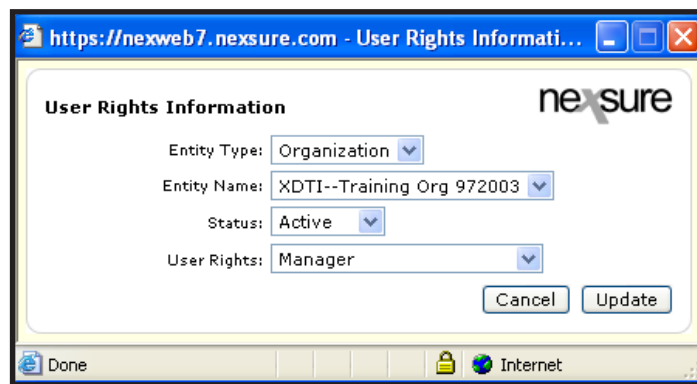 https://nexweb7.nexsure.com - User Rights Informati...
nexsure
User Rights Information
Entity Type: Organization
Entity Name: XDTI--Training Org 972003
Status: Active
User Rights: Manager
Cancel Update
Done Internet